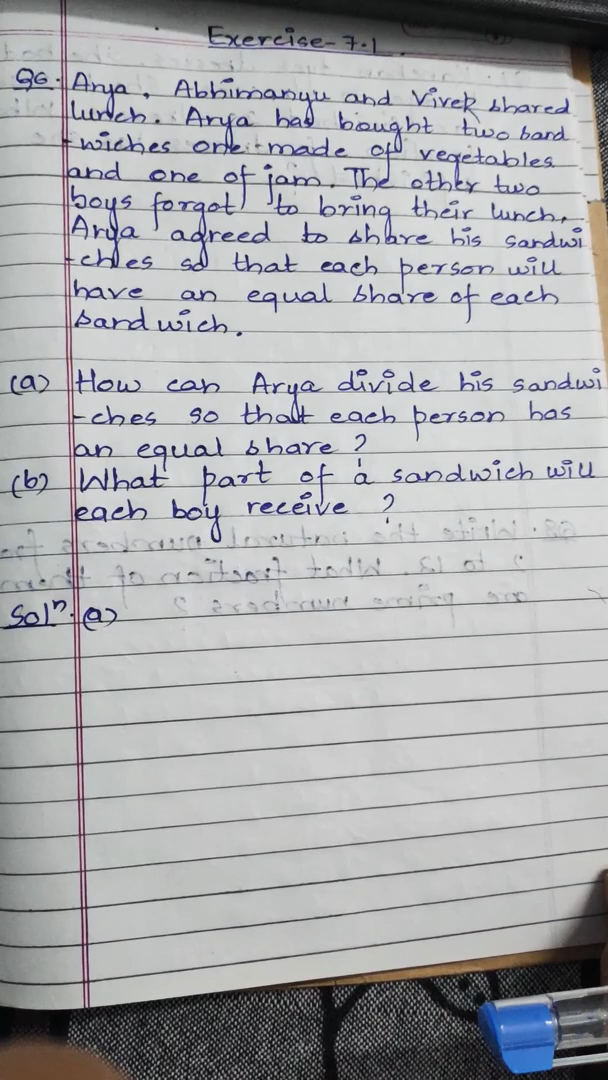 Exercise-7.1
Q6. Arya, Abhimanyu and Vivek shared
lunch. Arya has bought two sand
-wiches one made of vegetables
and one of jam. The other two
boys forgot to bring their lunch.
Arya agreed to share his sandwi
-ches so that each person will
have an equal share of each
sandwich.
(a) How can Arya divide his sandwi
-ches so that each person has
an equal share ?
(b) What part of a sandwich will
each boy receive ?
Solⁿ. (a)